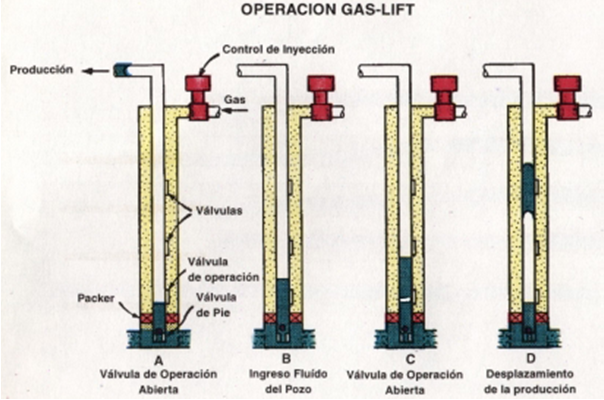 OPERACION GAS-LIFT
Control de Inyección
Producción
Gas
Válvulas
Válvula
de operación
Packer
Válvula
de Pie
A
Válvula de Operación
Abierta
B
Ingreso Fluído
del Pozo
C
Válvula de Operación
Abierta
D
Desplazamiento
de la producción